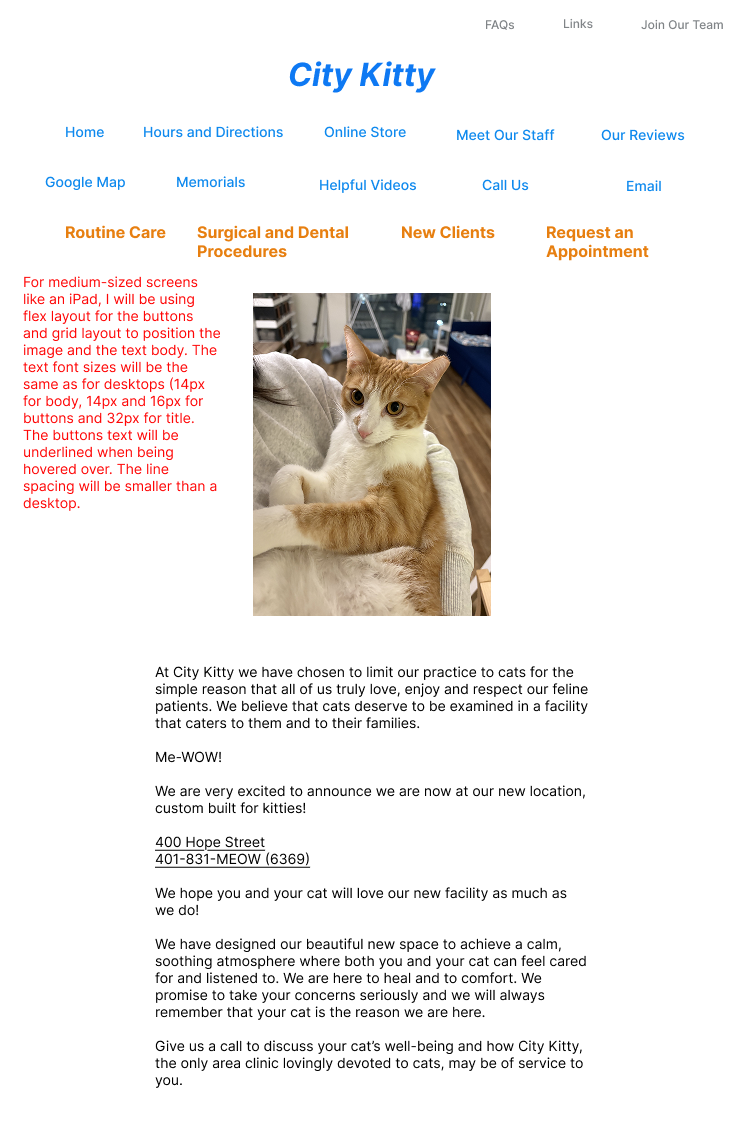 FAQs Links Join Our Team
City Kitty
Home Hours and Directions Online Store Meet Our Staff Our Reviews
Google Map Memorials Helpful Videos Call Us Email
Routine Care
Surgical and Dental
Procedures
New Clients
Request an
Appointment
For medium-sized screens
like an iPad, I will be using
flex layout for the buttons
and grid layout to position the
image and the text body. The
text font sizes will be the
same as for desktops (14px
for body, 14px and 16px for
buttons and 32px for title.
The buttons text will be
underlined when being
hovered over. The line
spacing will be smaller than a
desktop.
At City Kitty we have chosen to limit our practice to cats for the
simple reason that all of us truly love, enjoy and respect our feline
patients. We believe that cats deserve to be examined in a facility
that caters to them and to their families.
Me-WOW!
We are very excited to announce we are now at our new location,
custom built for kitties!
400 Hope Street
401-831-MEOW (6369)
We hope you and your cat will love our new facility as much as
we do!
We have designed our beautiful new space to achieve a calm,
soothing atmosphere where both you and your cat can feel cared
for and listened to. We are here to heal and to comfort. We
promise to take your concerns seriously and we will always
remember that your cat is the reason we are here.
Give us a call to discuss your cat’s well-being and how City Kitty,
the only area clinic lovingly devoted to cats, may be of service to
you.